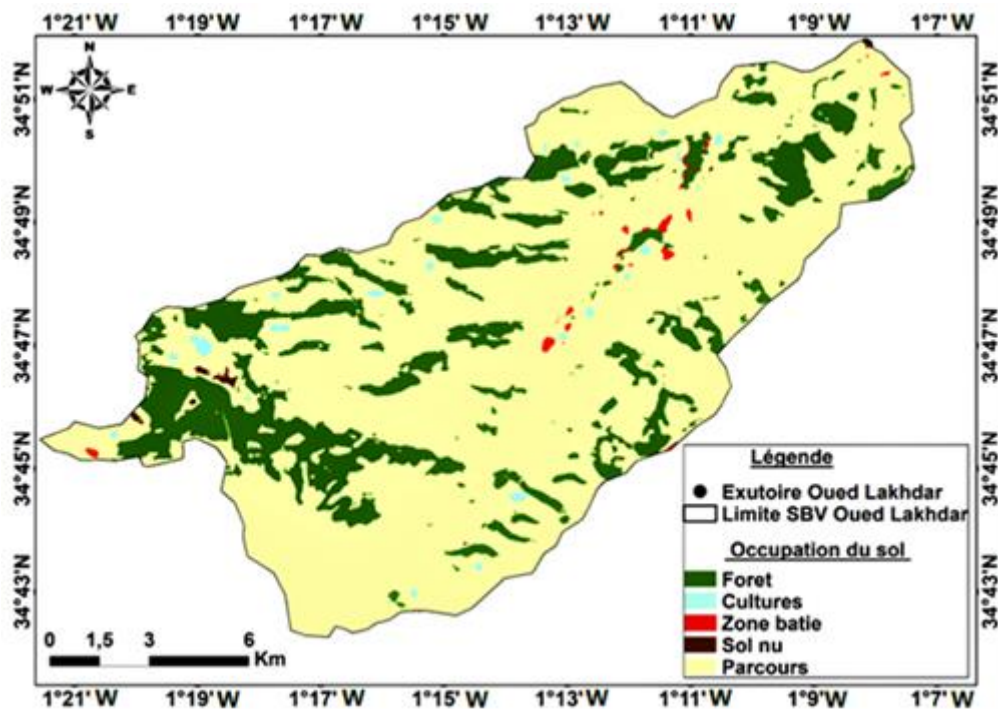 1°21'W 1°19'W 1°16'W 1°15'W 1°13'W 1°11'W 1°9'W 1°7'W
N
W E
S
34°51'N 34°51'N
34°49'N 34°49'N
34°47'N 34°47'N
34°45'N 34°45'N
34°43'N 34°43'N
Légende
Exutoire Oued Lakhdar
Limite SBV Oued Lakhdar
Occupation du sol
Foret
Cultures
Zone batie
Sol nu
Parcours
0 1,5 3 6
Km
1°21'W 1°19'W 1°17'W 1°15'W 1°13'W 1°11'W 1°9'W 1°7'W